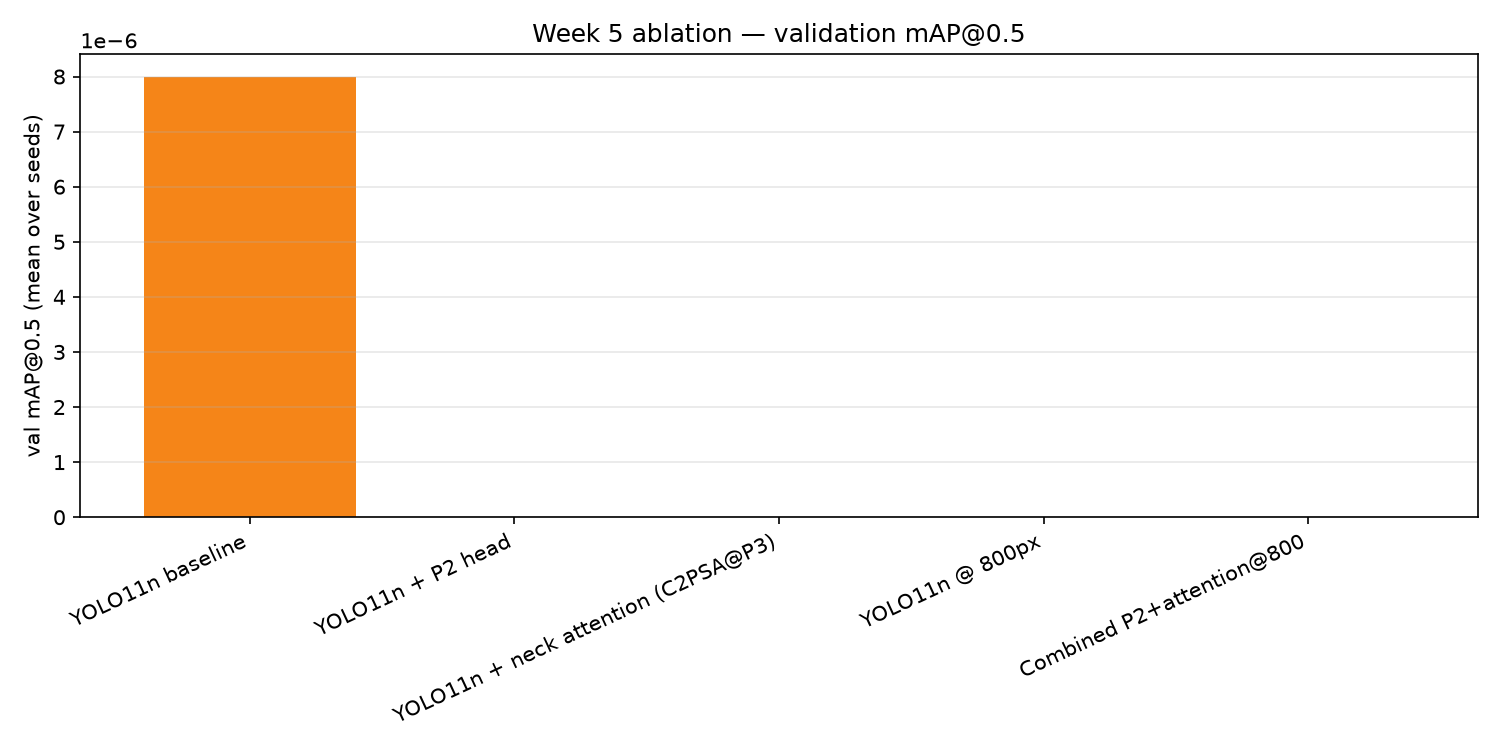 Week 5 ablation — validation mAP@0.5
1e−6
val mAP@0.5 (mean over seeds)
8
7
6
5
4
3
2
1
0
YOLO11n baseline
YOLO11n + P2 head
YOLO11n + neck attention (C2PSA@P3)
YOLO11n @ 800px
Combined P2+attention@800